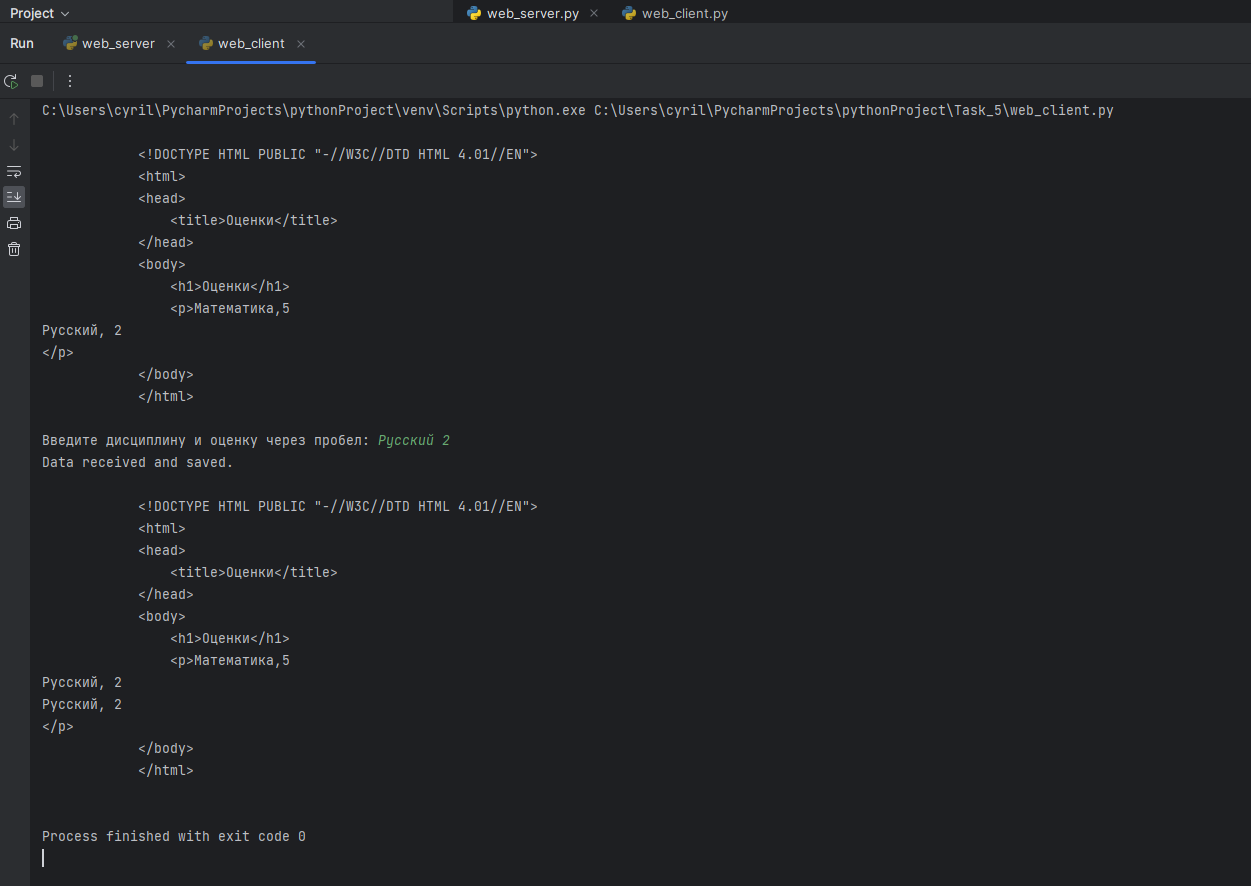 Project
web_server.py
web_client.py
Run
web_server
web_client
C:\Users\cyril\PycharmProjects\pythonProject\venv\Scripts\python.exe C:\Users\cyril\PycharmProjects\pythonProject\Task_5\web_client.py
<!DOCTYPE HTML PUBLIC "-//W3C//DTD HTML 4.01//EN">
<html>
<head>
<title>Оценки</title>
</head>
<body>
<h1>Оценки</h1>
<p>Математика,5
Русский, 2
</p>
</body>
</html>
Введите дисциплину и оценку через пробел: Русский 2
Data received and saved.
<!DOCTYPE HTML PUBLIC "-//W3C//DTD HTML 4.01//EN">
<html>
<head>
<title>Оценки</title>
</head>
<body>
<h1>Оценки</h1>
<p>Математика,5
Русский, 2
Русский, 2
</p>
</body>
</html>
Process finished with exit code 0